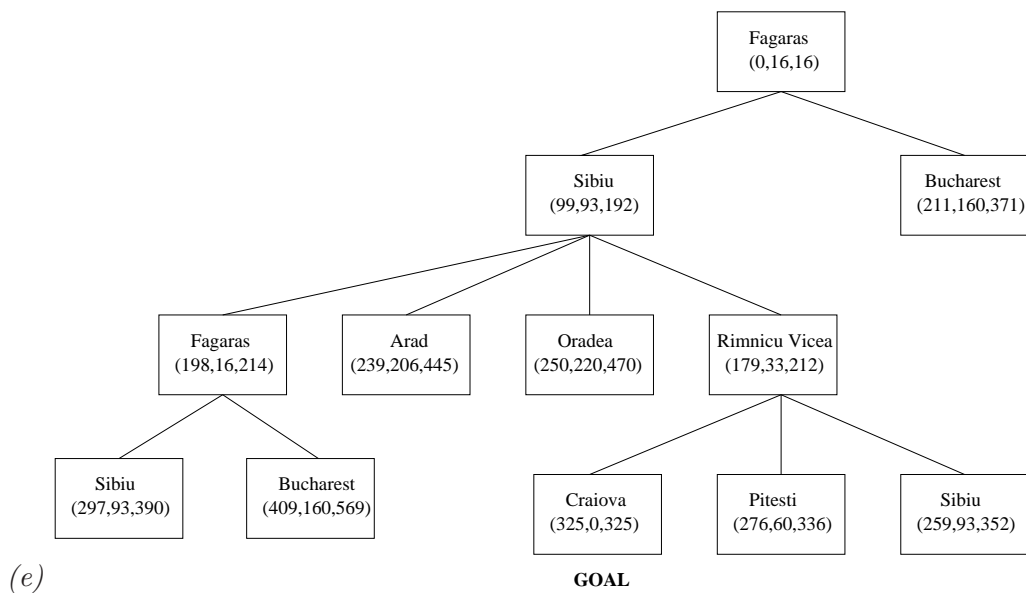 Fagaras
(0,16,16)
Sibiu
(99,93,192)
Bucharest
(211,160,371)
Fagaras
(198,16,214)
Arad
(239,206,445)
Oradea
(250,220,470)
Rimnicu Vicea
(179,33,212)
Sibiu
(297,93,390)
Bucharest
(409,160,569)
Craiova
(325,0,325)
Pitesti
(276,60,336)
Sibiu
(259,93,352)
(e)
GOAL